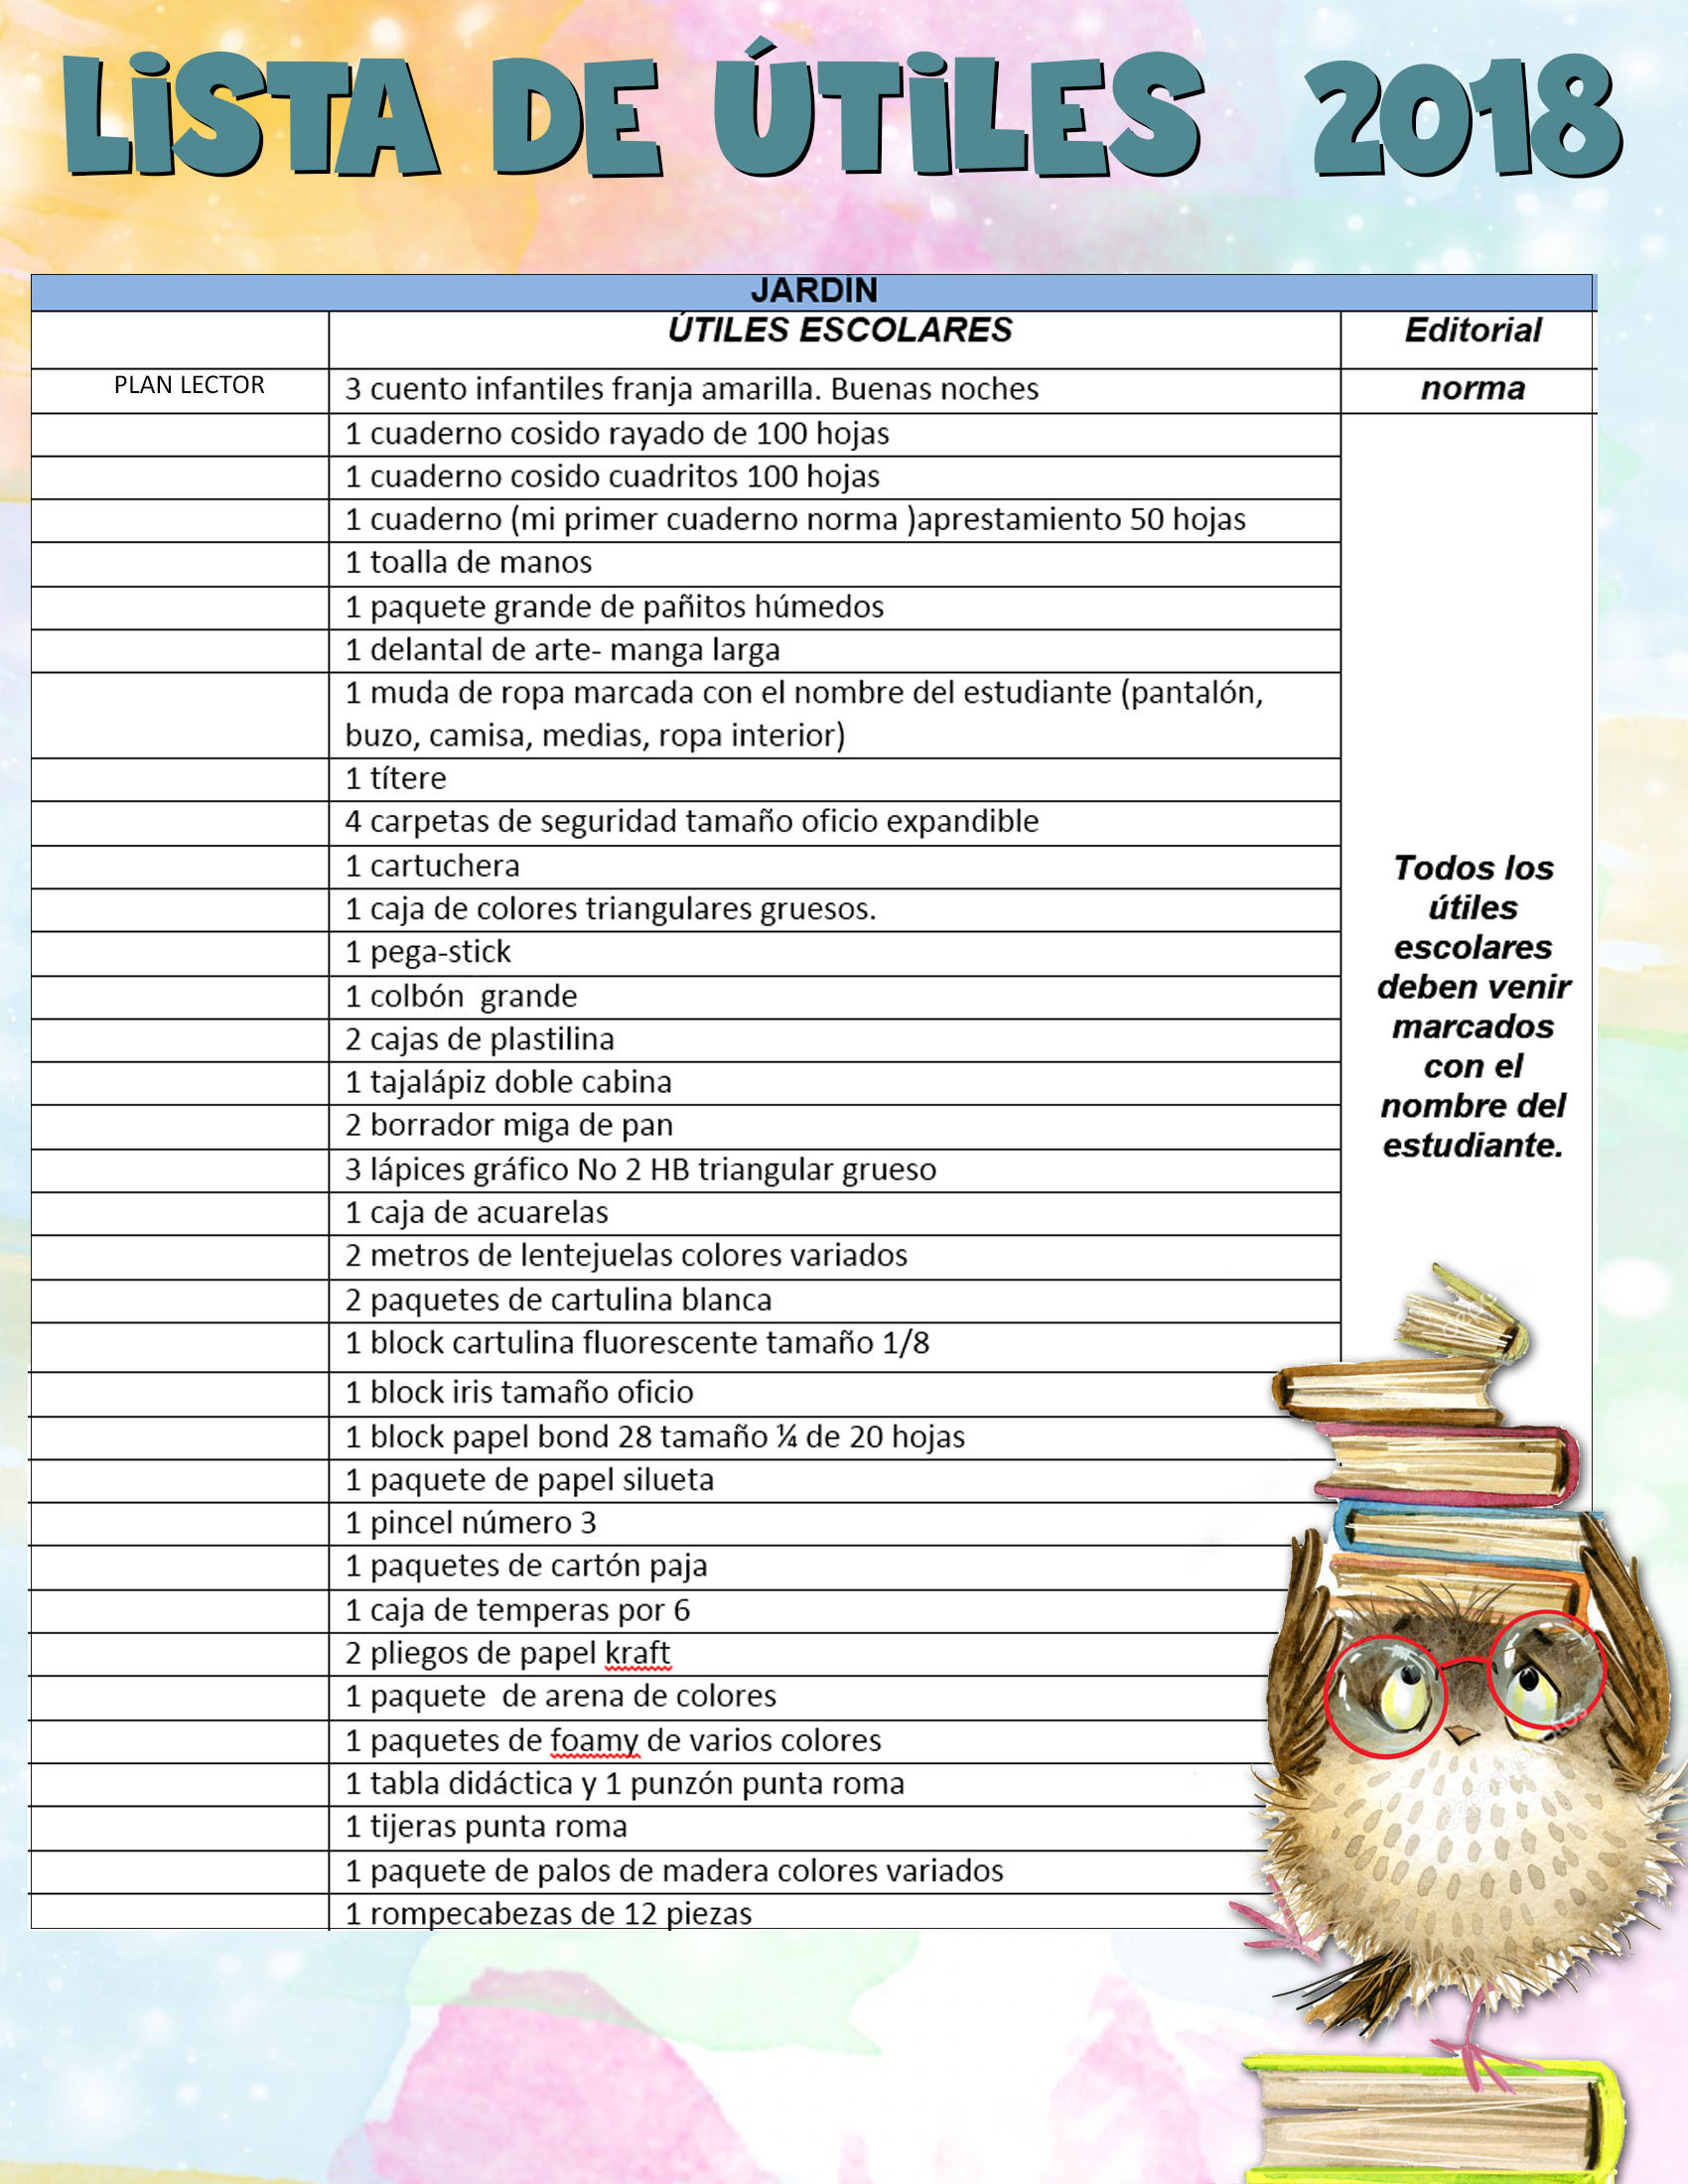 LiSTA DE ÚTiLES 2018
JARDÍN
ÚTILES ESCOLARES
Editorial
PLAN LECTOR
3 cuento infantiles franja amarilla. Buenas noches
norma
1 cuaderno cosido rayado de 100 hojas
1 cuaderno cosido cuadritos 100 hojas
1 cuaderno (mi primer cuaderno norma )aprestamiento 50 hojas
1 toalla de manos
1 paquete grande de pañitos húmedos
1 delantal de arte- manga larga
1 muda de ropa marcada con el nombre del estudiante (pantalón,
buzo, camisa, medias, ropa interior)
1 títere
4 carpetas de seguridad tamaño oficio expandible
1 cartuchera
1 caja de colores triangulares gruesos.
1 pega-stick
1 colbón  grande
2 cajas de plastilina
1 tajalápiz doble cabina
2 borrador miga de pan
3 lápices gráfico No 2 HB triangular grueso
1 caja de acuarelas
2 metros de lentejuelas colores variados
2 paquetes de cartulina blanca
1 block cartulina fluorescente tamaño 1/8
1 block iris tamaño oficio
1 block papel bond 28 tamaño ¼ de 20 hojas
1 paquete de papel silueta
1 pincel número 3
1 paquetes de cartón paja
1 caja de temperas por 6
2 pliegos de papel kraft
1 paquete  de arena de colores
1 paquetes de foamy de varios colores
1 tabla didáctica y 1 punzón punta roma
1 tijeras punta roma
1 paquete de palos de madera colores variados
1 rompecabezas de 12 piezas
Todos los
útiles
escolares
deben venir
marcados
con el
nombre del
estudiante.